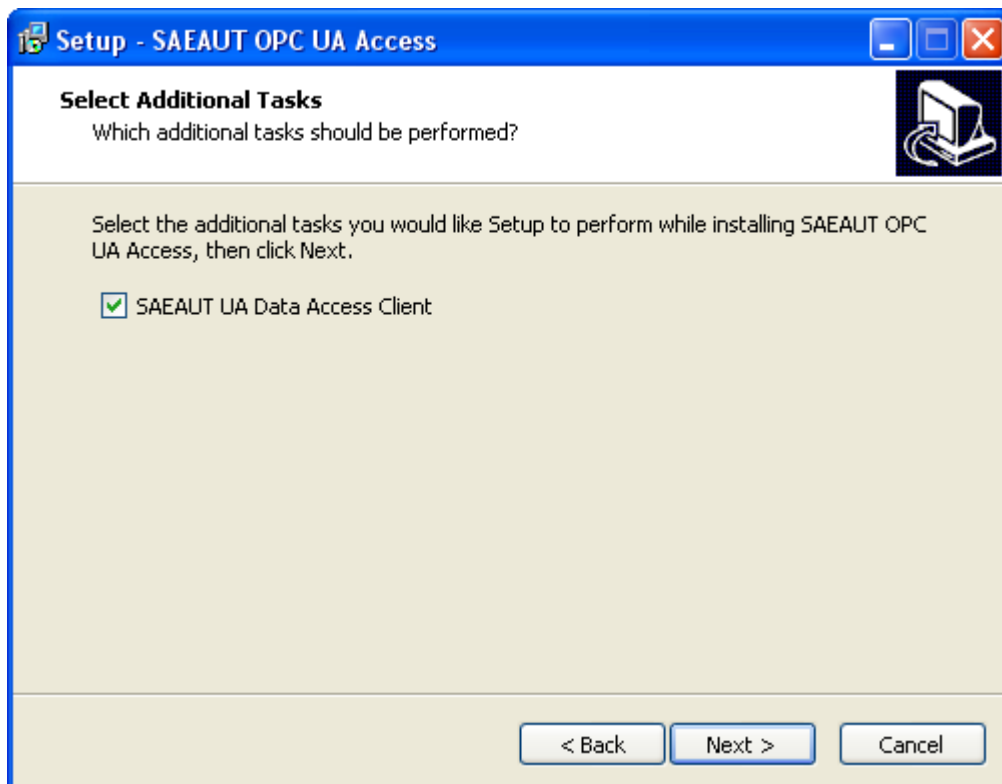 Setup - SAEAUT OPC UA Access
Select Additional Tasks
Which additional tasks should be performed?
Select the additional tasks you would like Setup to perform while installing SAEAUT OPC
UA Access, then click Next.
SAEAUT UA Data Access Client
< Back
Next >
Cancel